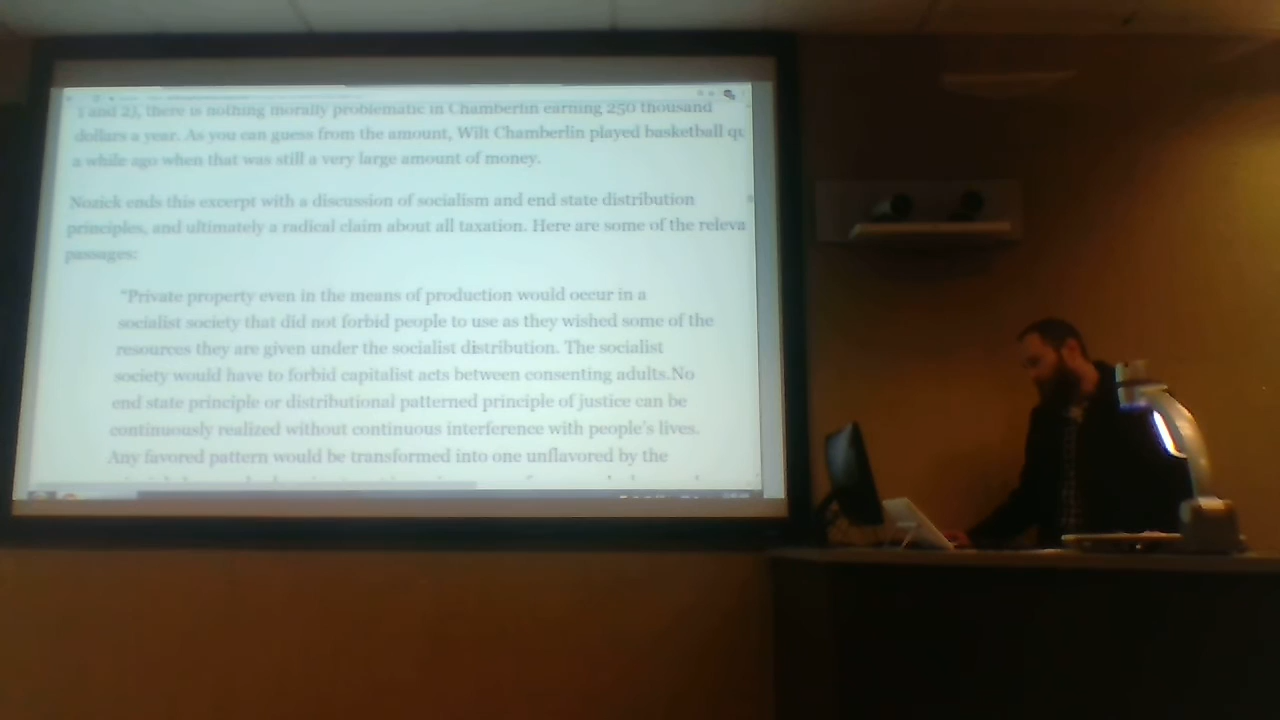 1 and 2), there is nothing morally problematic in Chamberlin earning 250 thousand
dollars a year. As you can guess from the amount, Wilt Chamberlin played basketball qu
a while ago when that was still a very large amount of money.
Nozick ends this excerpt with a discussion of socialism and end state distribution
principles, and ultimately a radical claim about all taxation. Here are some of the releva
passages:
“Private property even in the means of production would occur in a
socialist society that did not forbid people to use as they wished some of the
resources they are given under the socialist distribution. The socialist
society would have to forbid capitalist acts between consenting adults.No
end state principle or distributional patterned principle of justice can be
continuously realized without continuous interference with people's lives.
Any favored pattern would be transformed into one unflavored by the